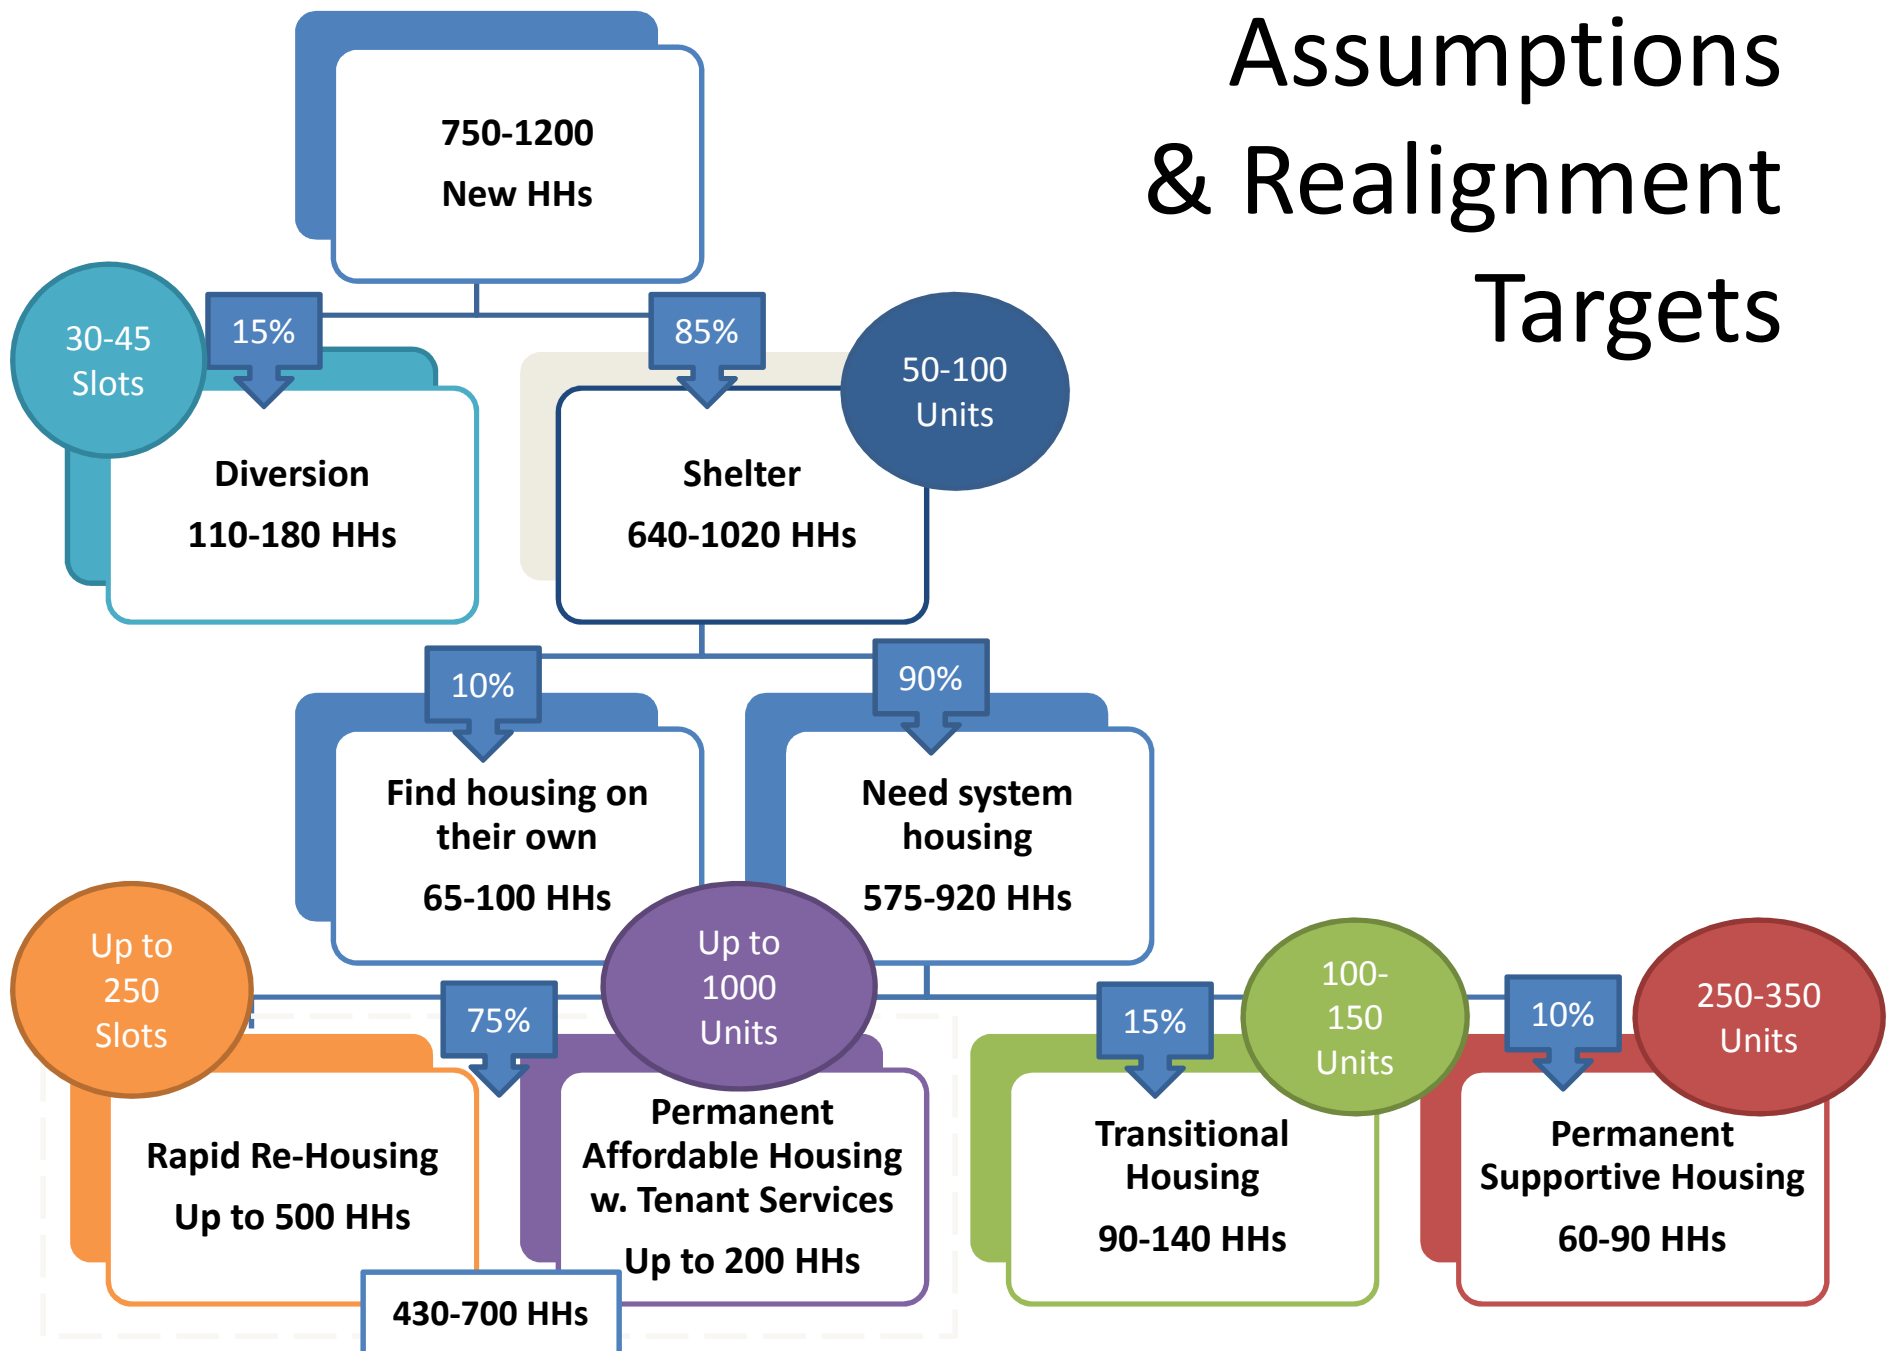 Assumptions
& Realignment
Targets
750-1200
New HHs
30-45
Slots
15%
85%
50-100
Units
Diversion
110-180 HHs
Shelter
640-1020 HHs
10%
90%
Find housing on
their own
65-100 HHs
Need system
housing
575-920 HHs
Up to
250
Slots
75%
Up to
1000
Units
15%
100-
150
Units
10%
250-350
Units
Rapid Re-Housing
Up to 500 HHs
Permanent
Affordable Housing
w. Tenant Services
Up to 200 HHs
430-700 HHs
Transitional
Housing
90-140 HHs
Permanent
Supportive Housing
60-90 HHs